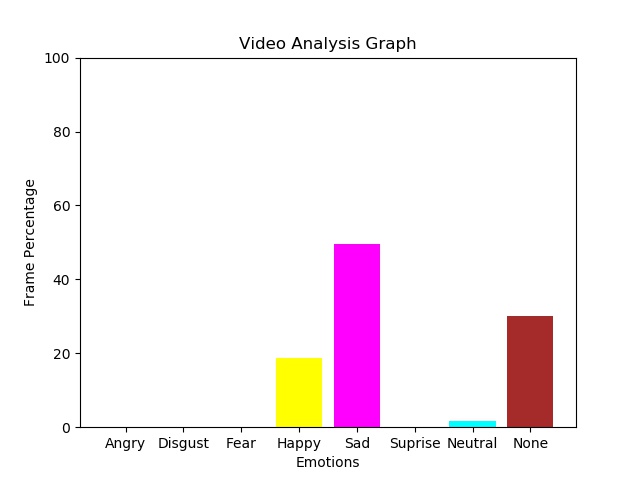 Video Analysis Graph
100
80
60
40
20
0
Frame Percentage
Angry Disgust Fear Happy Sad Suprise Neutral None
Emotions